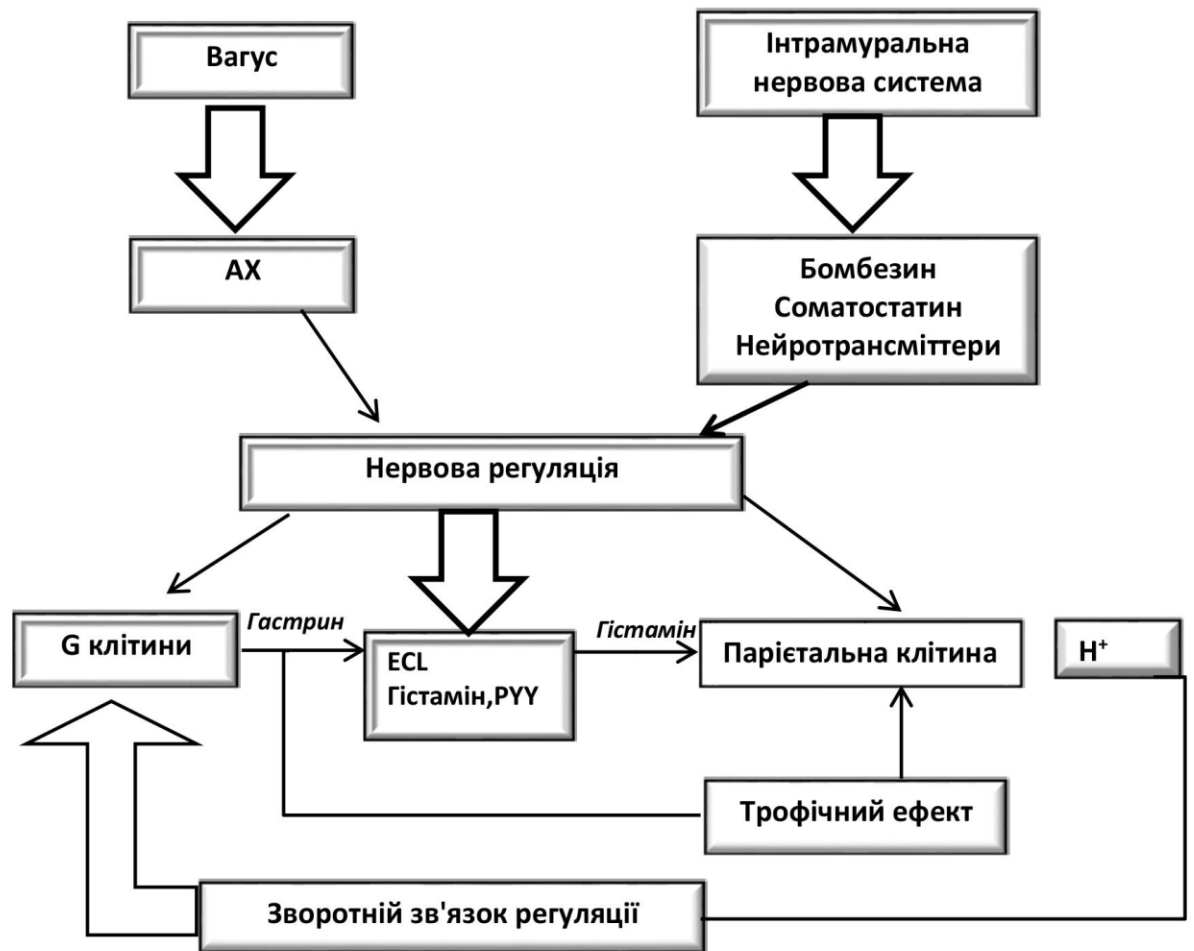 Вагус
Інтрамуральна
нервова система
АХ
Бомбезин
Соматостатин
Нейротрансміттери
Нервова регуляція
G клітини
Гастрин
ECL
Гістамін,PYY
Гістамін
Парієтальна клітина
H⁺
Трофічний ефект
Зворотній зв'язок регуляції